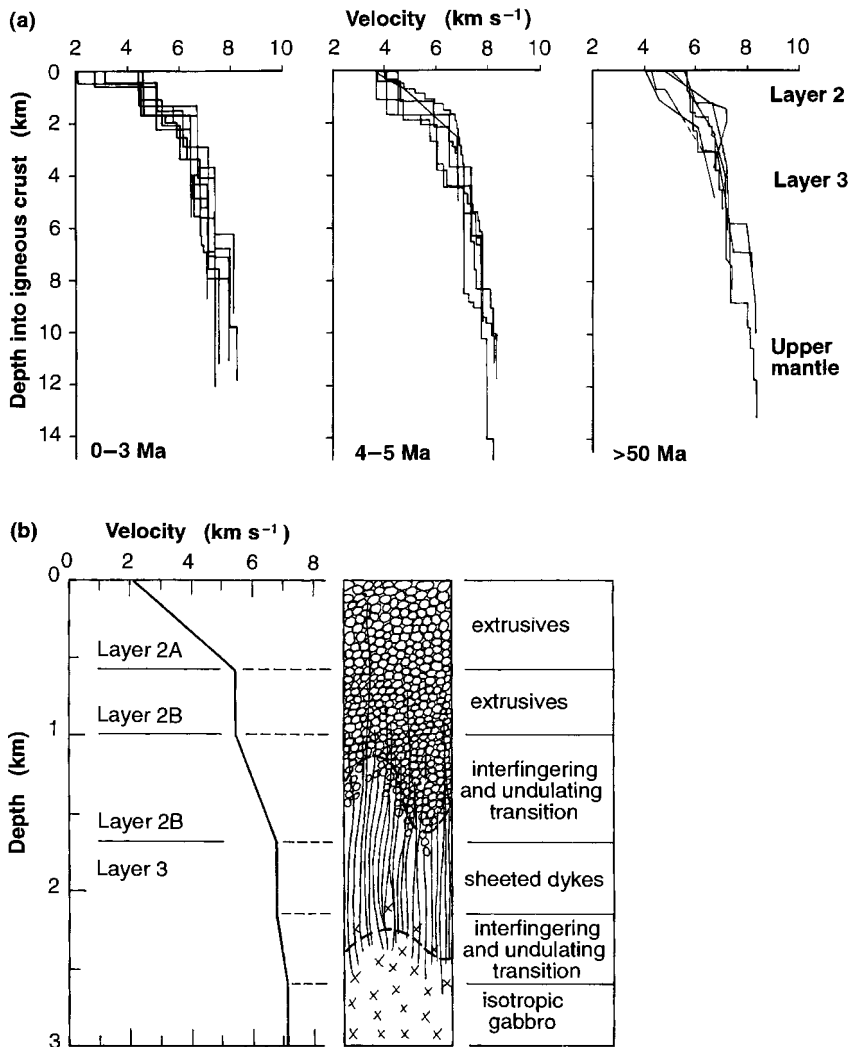 (a)
Velocity (km s⁻¹)
2 4 6 8 10
2 4 6 8 10
2 4 6 8 10
0
2
4
6
8
10
12
14
Depth into igneous crust (km)
0–3 Ma
4–5 Ma
>50 Ma
Layer 2
Layer 3
Upper
mantle
(b)
Velocity (km s⁻¹)
0 2 4 6 8
0
1
2
3
Depth (km)
Layer 2A
Layer 2B
Layer 2B
Layer 3
extrusives
extrusives
interfingering
and undulating
transition
sheeted dykes
interfingering
and undulating
transition
isotropic
gabbro